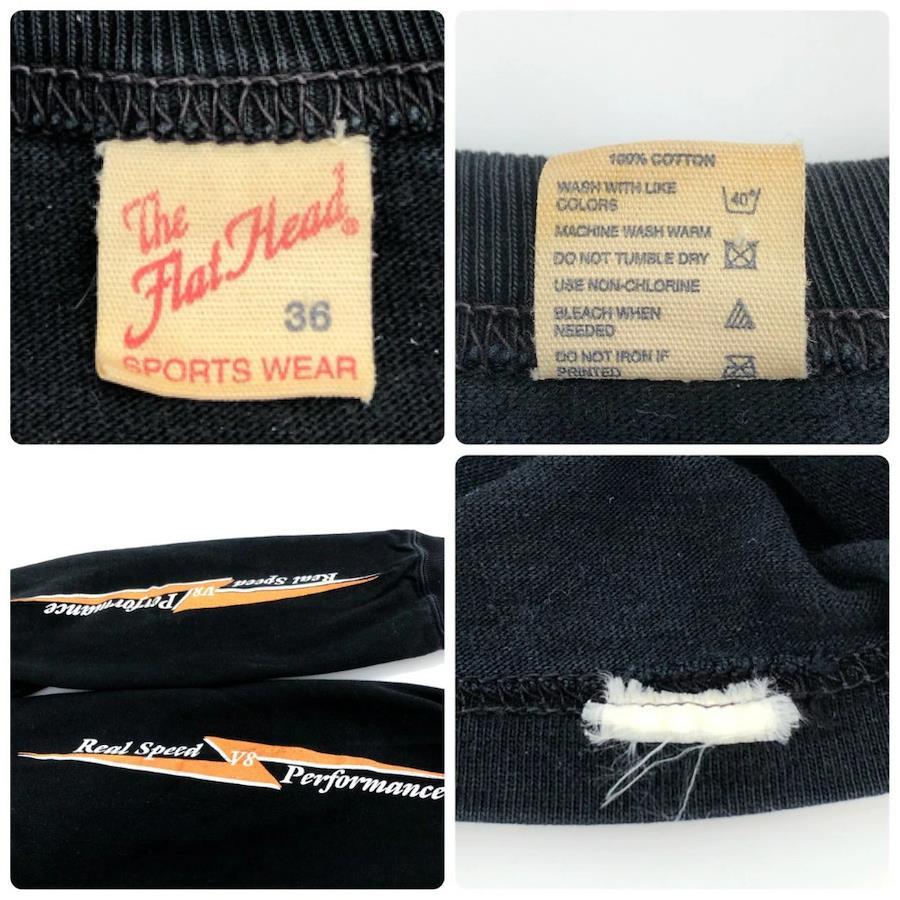 The
Flat Head®
36
SPORTS WEAR
100% COTTON
WASH WITH LIKE
COLORS
40°
MACHINE WASH WARM
DO NOT TUMBLE DRY
USE NON-CHLORINE
BLEACH WHEN
NEEDED
DO NOT IRON IF
PRINTED
Real Speed
V8
Performance
Real Speed
V8
Performance